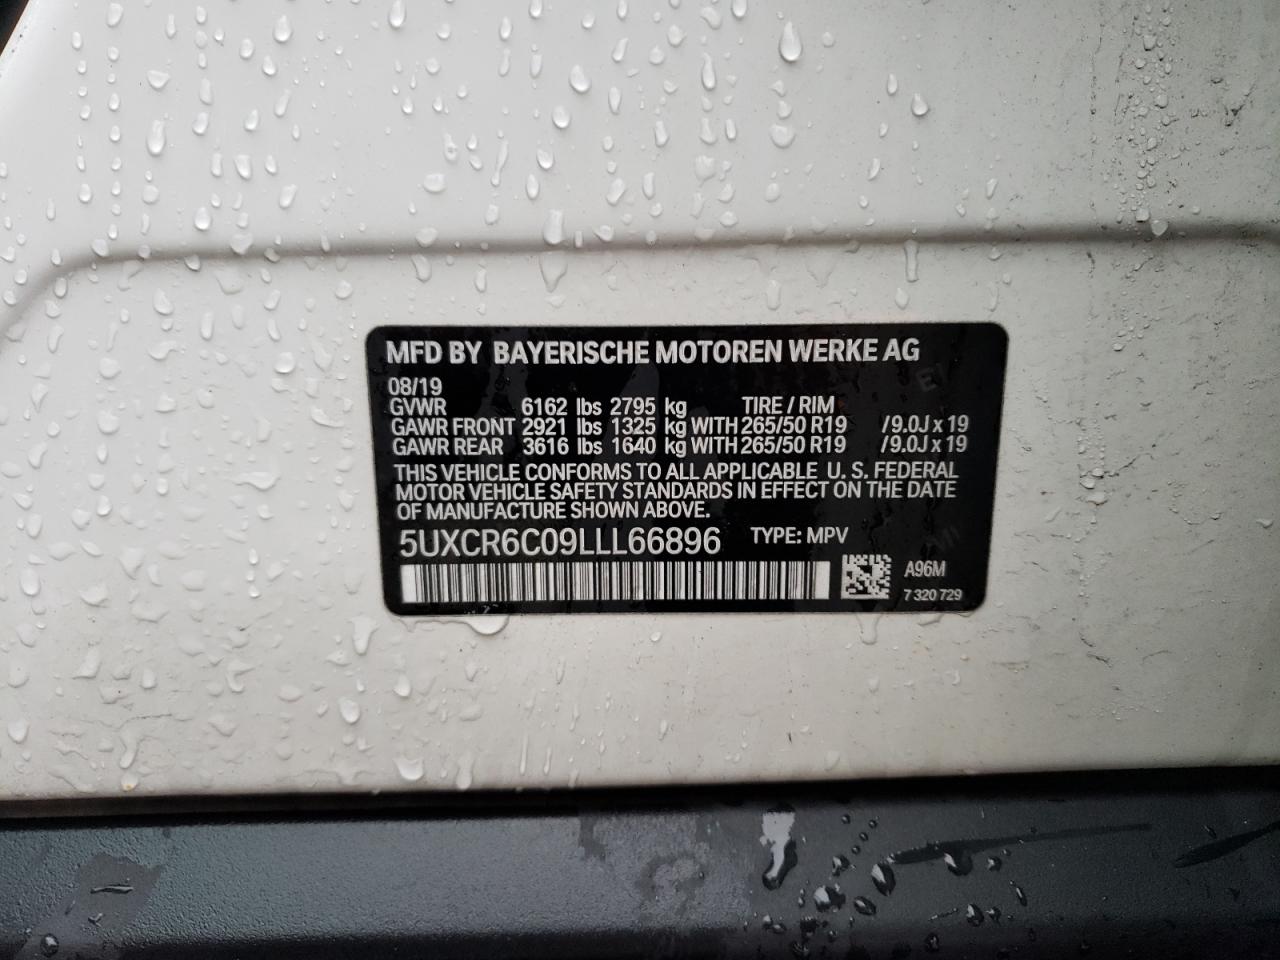 MFD BY BAYERISCHE MOTOREN WERKE AG
08/19
GVWR 6162 lbs 2795 kg TIRE / RIM
GAWR FRONT 2921 lbs 1325 kg WITH 265/50 R19 /9.0J x 19
GAWR REAR 3616 lbs 1640 kg WITH 265/50 R19 /9.0J x 19
THIS VEHICLE CONFORMS TO ALL APPLICABLE U. S. FEDERAL
MOTOR VEHICLE SAFETY STANDARDS IN EFFECT ON THE DATE
OF MANUFACTURE SHOWN ABOVE.
5UXCR6C09LLL66896 TYPE: MPV
A96M
7 320 729